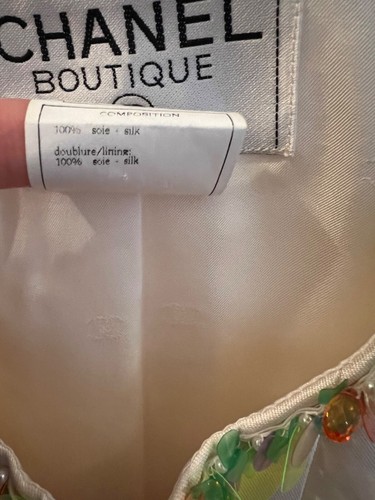 CHANEL
BOUTIQUE
COMPOSITION
100% soie - silk
doublure/lining:
100% soie - silk